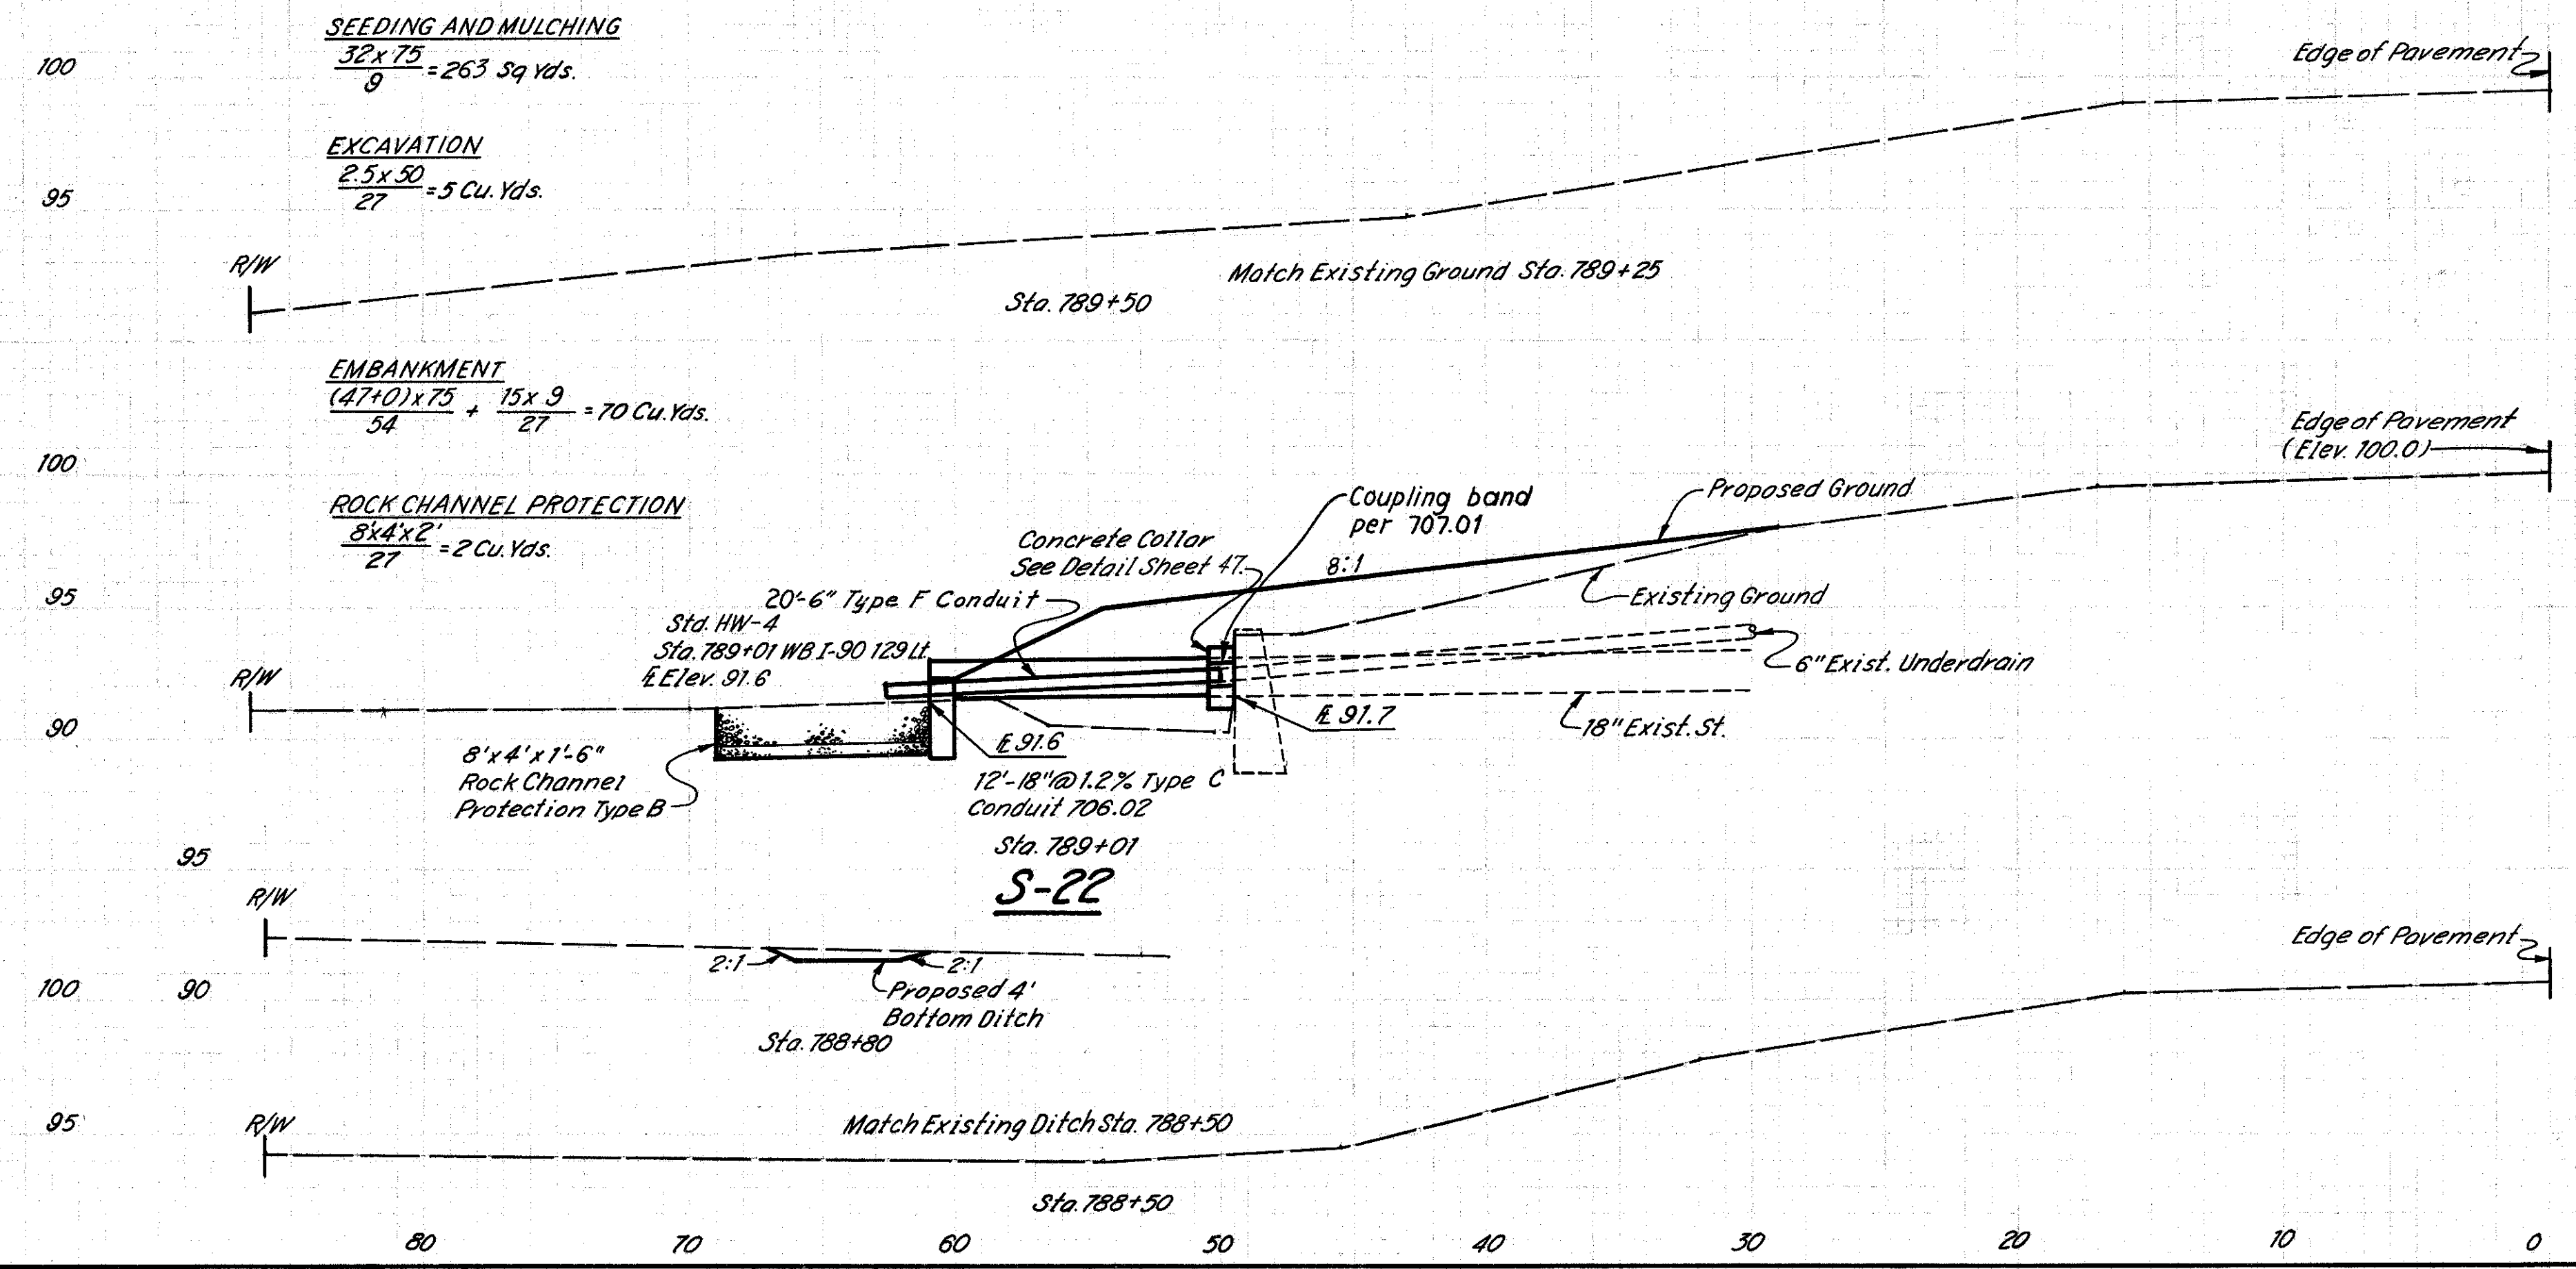 SEEDING AND MULCHING
32 x 75
9
= 263 Sq Yds.
100
Edge of Pavement
EXCAVATION
2.5 x 50
27
= 5 Cu. Yds.
95
R/W
Match Existing Ground Sta. 789+25
Sta. 789+50
EMBANKMENT
(47+0) x 75
54
+
15 x 9
27
= 70 Cu. Yds.
100
Edge of Pavement
(Elev. 100.0)
ROCK CHANNEL PROTECTION
8'x4'x2'
27
= 2 Cu. Yds.
Coupling band
per 707.01
Proposed Ground
Concrete Collar
See Detail Sheet 47.
8:1
95
20'-6" Type F Conduit
Existing Ground
Std. HW-4
Sta. 789+01 WB I-90 129 Lt.
℄ Elev. 91.6
6" Exist. Underdrain
R/W
90
℄ 91.6
℄ 91.7
18" Exist. St.
8'x4'x1'-6"
Rock Channel
Protection Type B
12'-18" @ 1.2% Type C
Conduit 706.02
Sta. 789+01
S-22
95
R/W
2:1
2:1
Edge of Pavement
100
90
Proposed 4'
Bottom Ditch
Sta. 788+80
95
R/W
Match Existing Ditch Sta. 788+50
Sta. 788+50
80 70 60 50 40 30 20 10 0